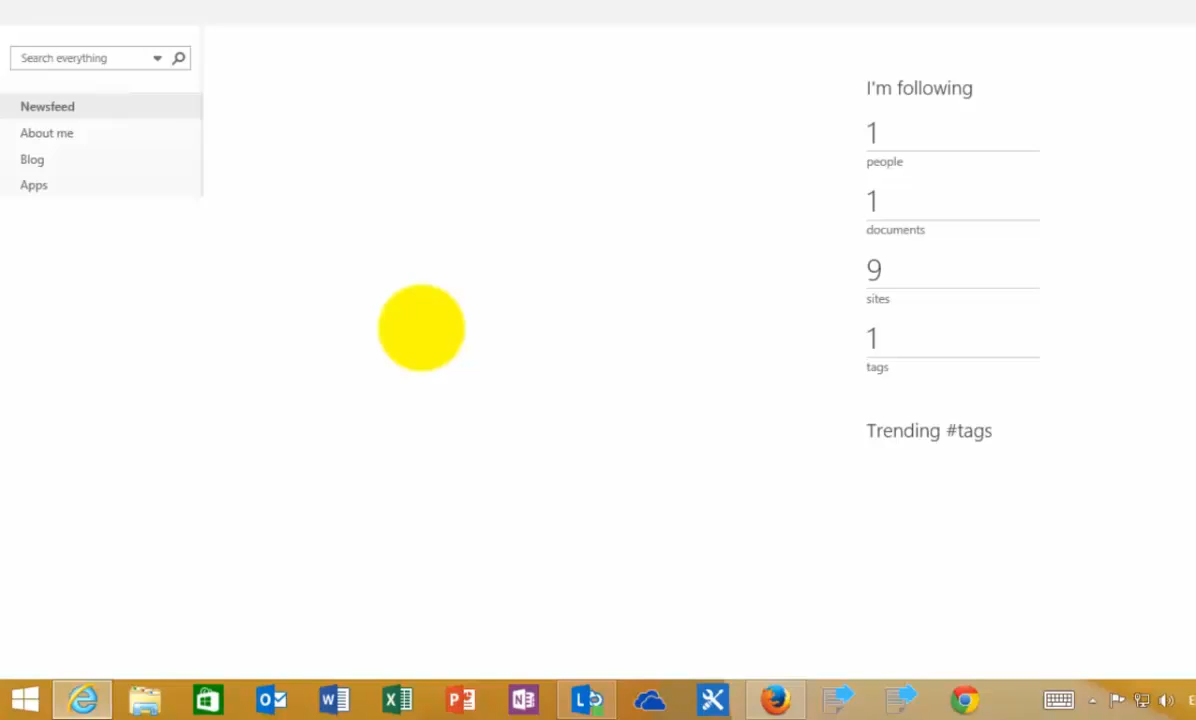 Search everything
Newsfeed
About me
Blog
Apps
I'm following
1
people
1
documents
9
sites
1
tags
Trending #tags